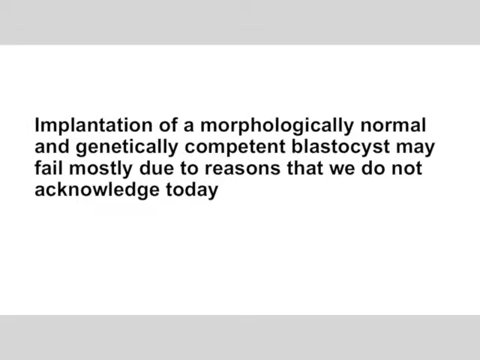 Implantation of a morphologically normal
and genetically competent blastocyst may
fail mostly due to reasons that we do not
acknowledge today